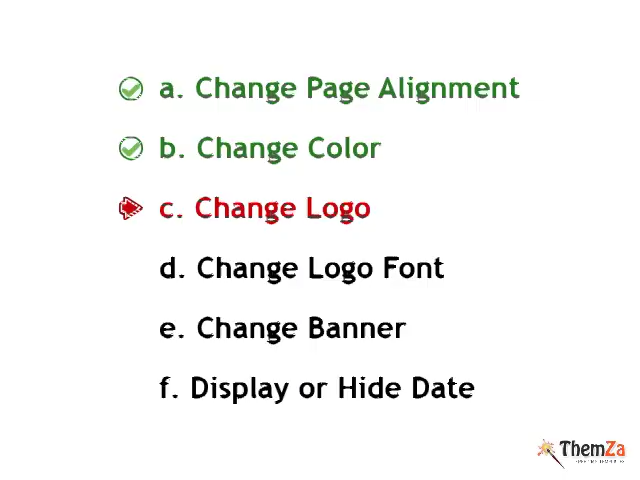 a. Change Page Alignment
b. Change Color
c. Change Logo
d. Change Logo Font
e. Change Banner
f. Display or Hide Date
ThemZa